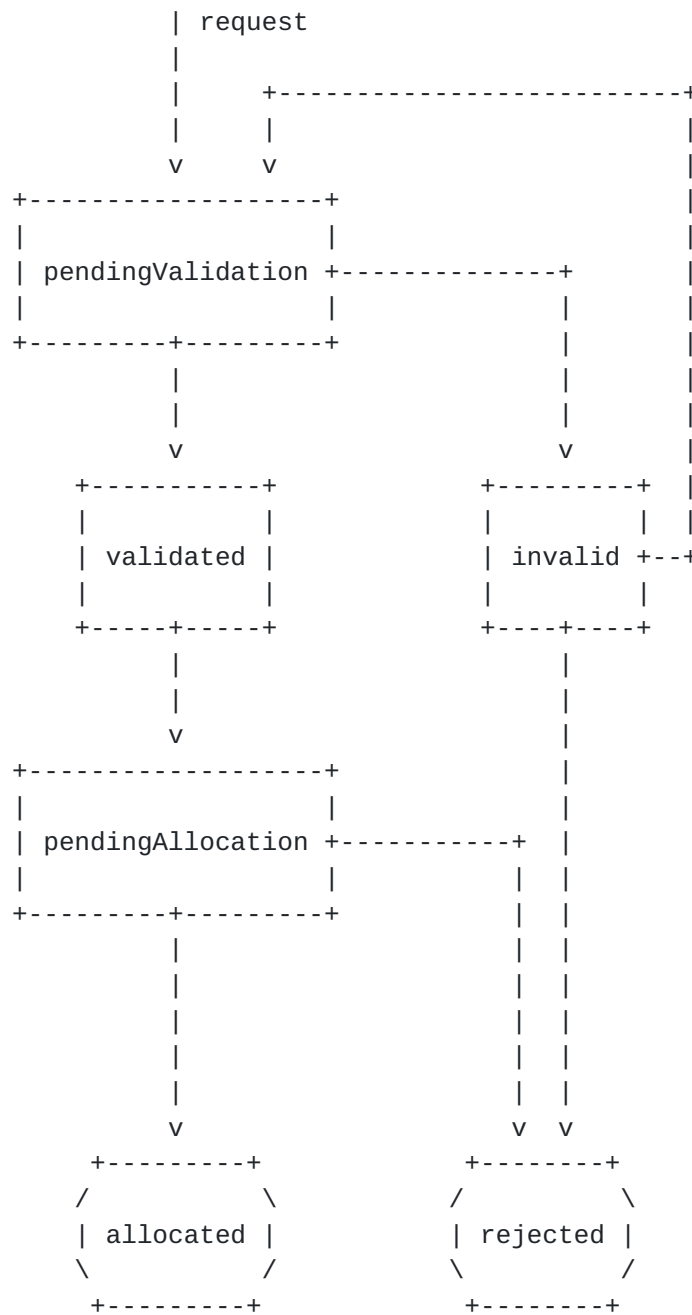 request
pendingValidation
validated
invalid
pendingAllocation
allocated
rejected